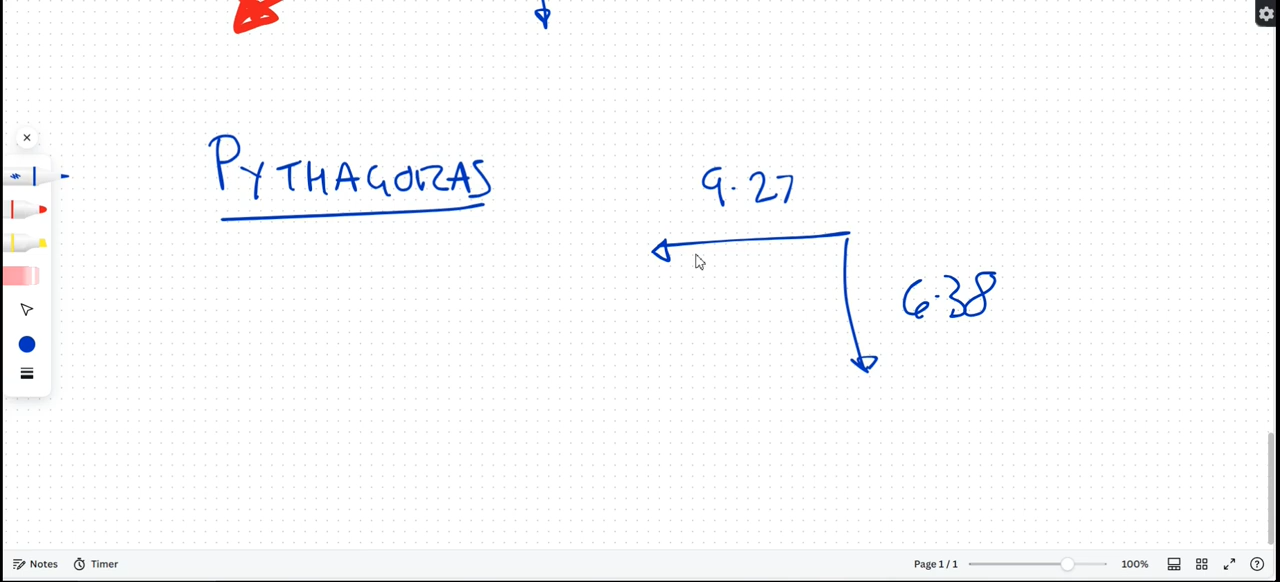 PYTHAGORAS
9.27
6.38
Notes
Timer
Page 1 / 1
100%